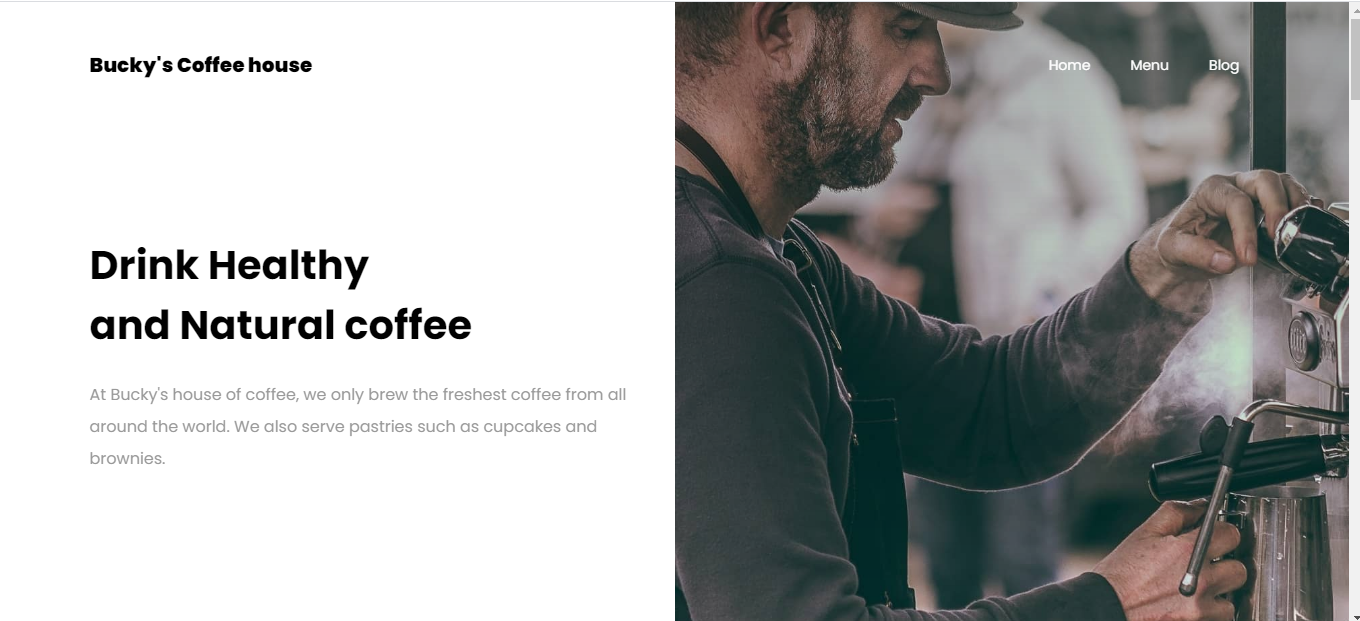 Bucky's Coffee house
Home Menu Blog
Drink Healthy
and Natural coffee
At Bucky's house of coffee, we only brew the freshest coffee from all
around the world. We also serve pastries such as cupcakes and
brownies.